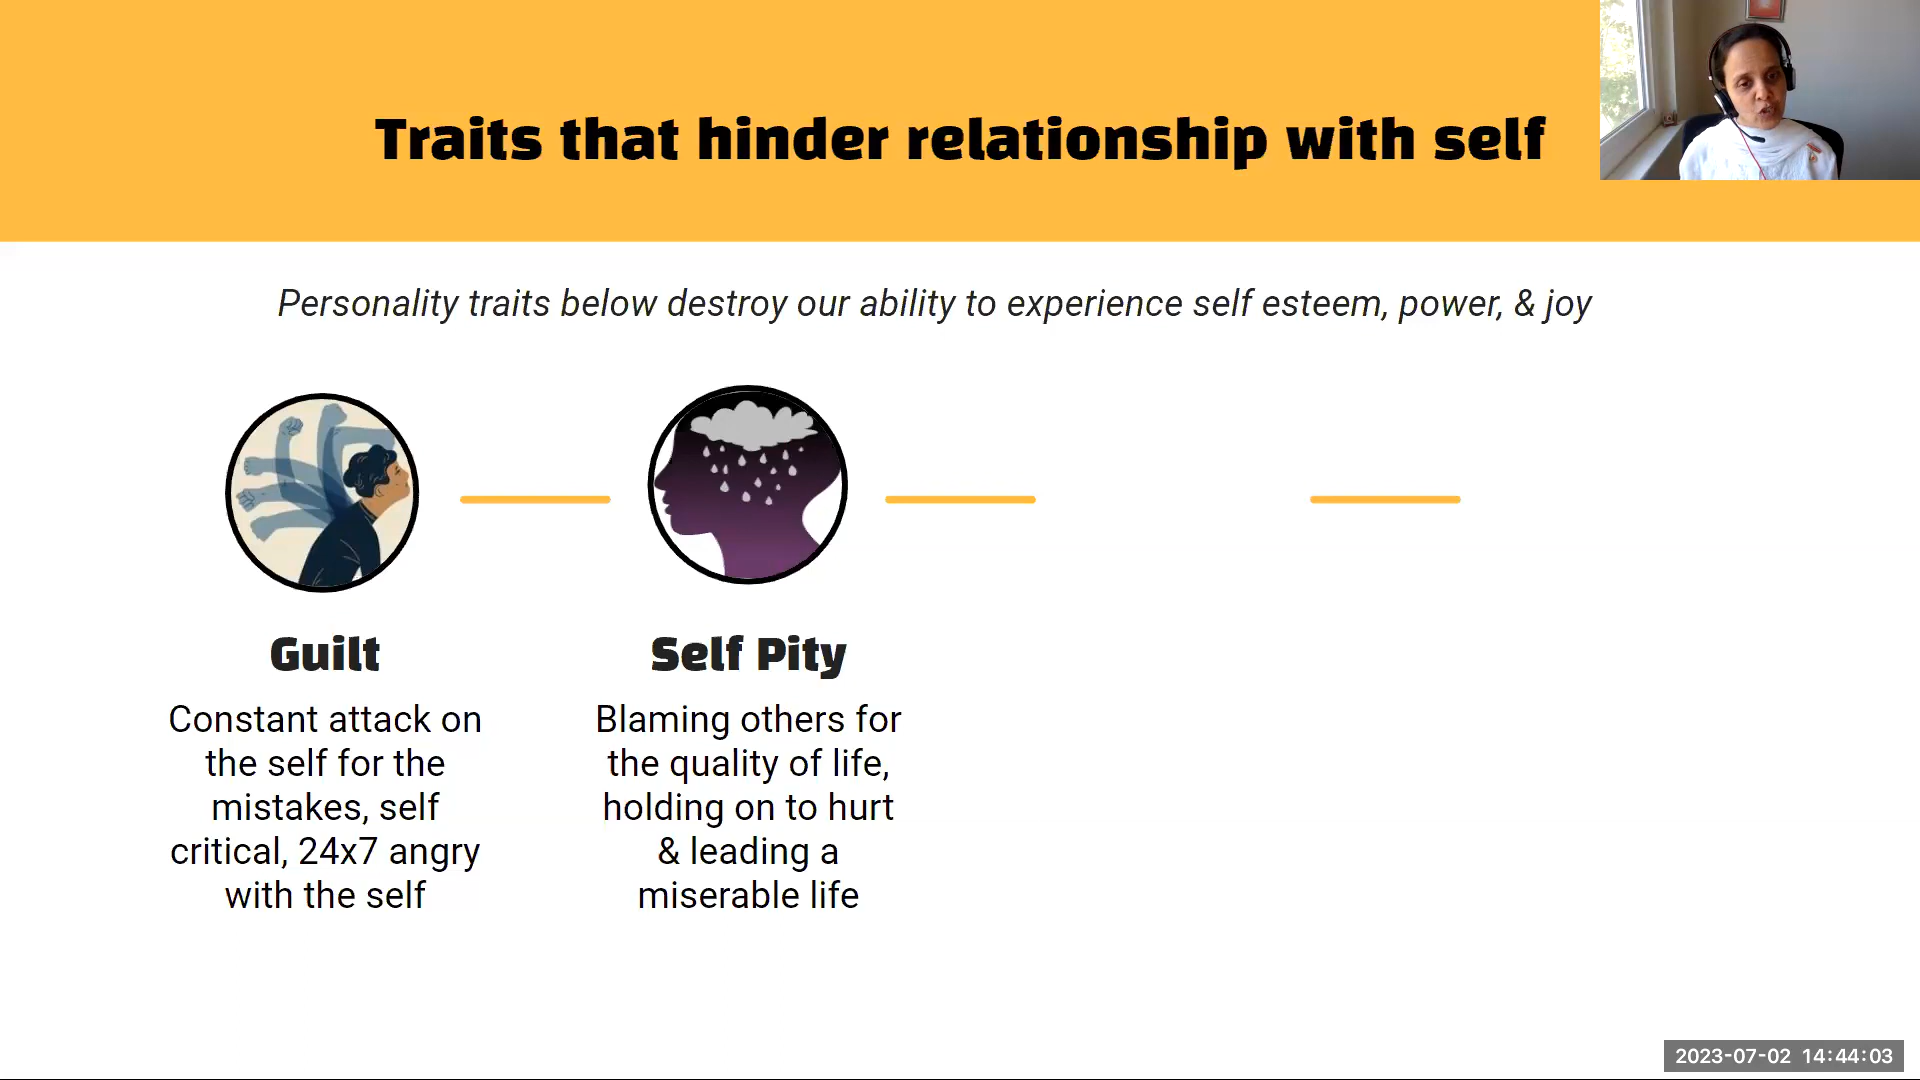 Traits that hinder relationship with self
Personality traits below destroy our ability to experience self esteem, power, & joy
Guilt
Constant attack on
the self for the
mistakes, self
critical, 24x7 angry
with the self
Self Pity
Blaming others for
the quality of life,
holding on to hurt
& leading a
miserable life
2023-07-02 14:44:03